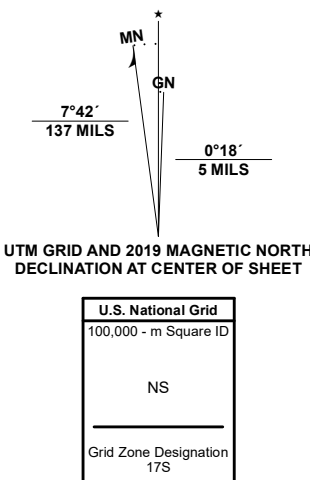 MN
GN
7°42´
137 MILS
0°18´
5 MILS
UTM GRID AND 2019 MAGNETIC NORTH
DECLINATION AT CENTER OF SHEET
U.S. National Grid
100,000 - m Square ID
NS
Grid Zone Designation
17S